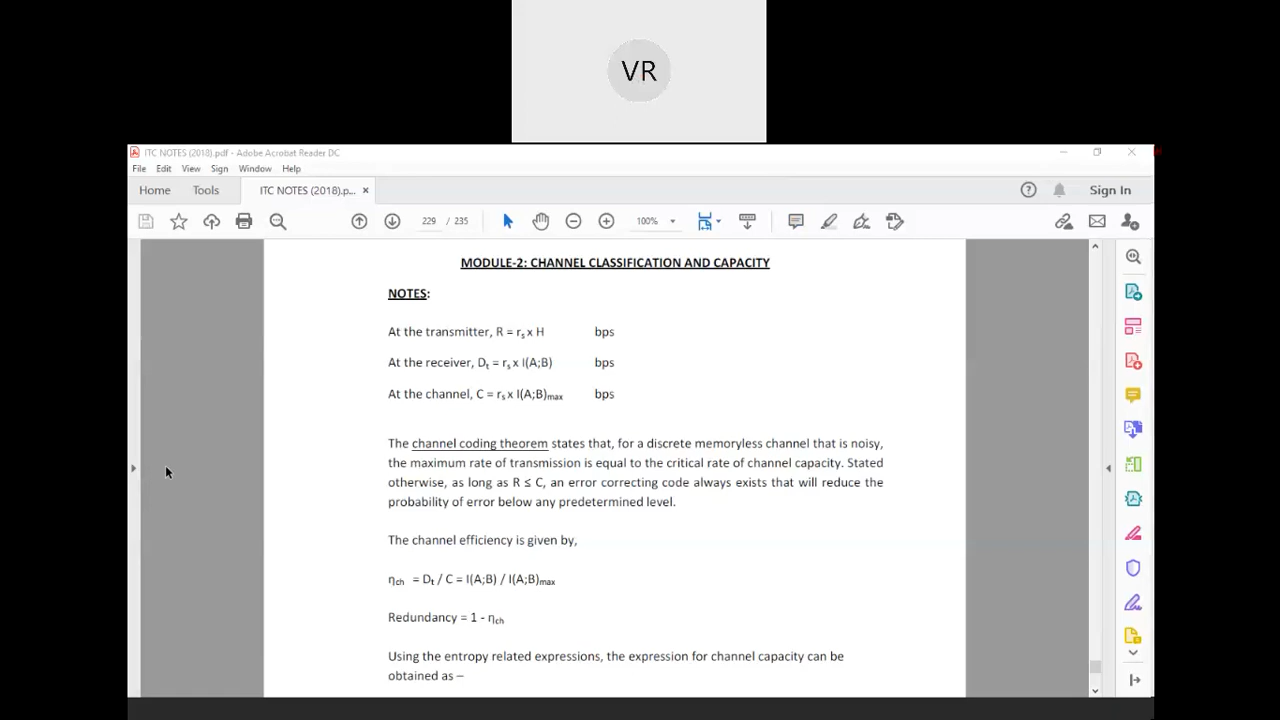 VR
ITC NOTES (2018).pdf - Adobe Acrobat Reader DC
File Edit View Sign Window Help
Home Tools ITC NOTES (2018).p... × Sign In
229 / 235 100%
MODULE-2: CHANNEL CLASSIFICATION AND CAPACITY
NOTES:
At the transmitter, R = rs x H bps
At the receiver, Dt = rs x I(A;B) bps
At the channel, C = rs x I(A;B)max bps
The channel coding theorem states that, for a discrete memoryless channel that is noisy,
the maximum rate of transmission is equal to the critical rate of channel capacity. Stated
otherwise, as long as R ≤ C, an error correcting code always exists that will reduce the
probability of error below any predetermined level.
The channel efficiency is given by,
ηch = Dt / C = I(A;B) / I(A;B)max
Redundancy = 1 - ηch
Using the entropy related expressions, the expression for channel capacity can be
obtained as –